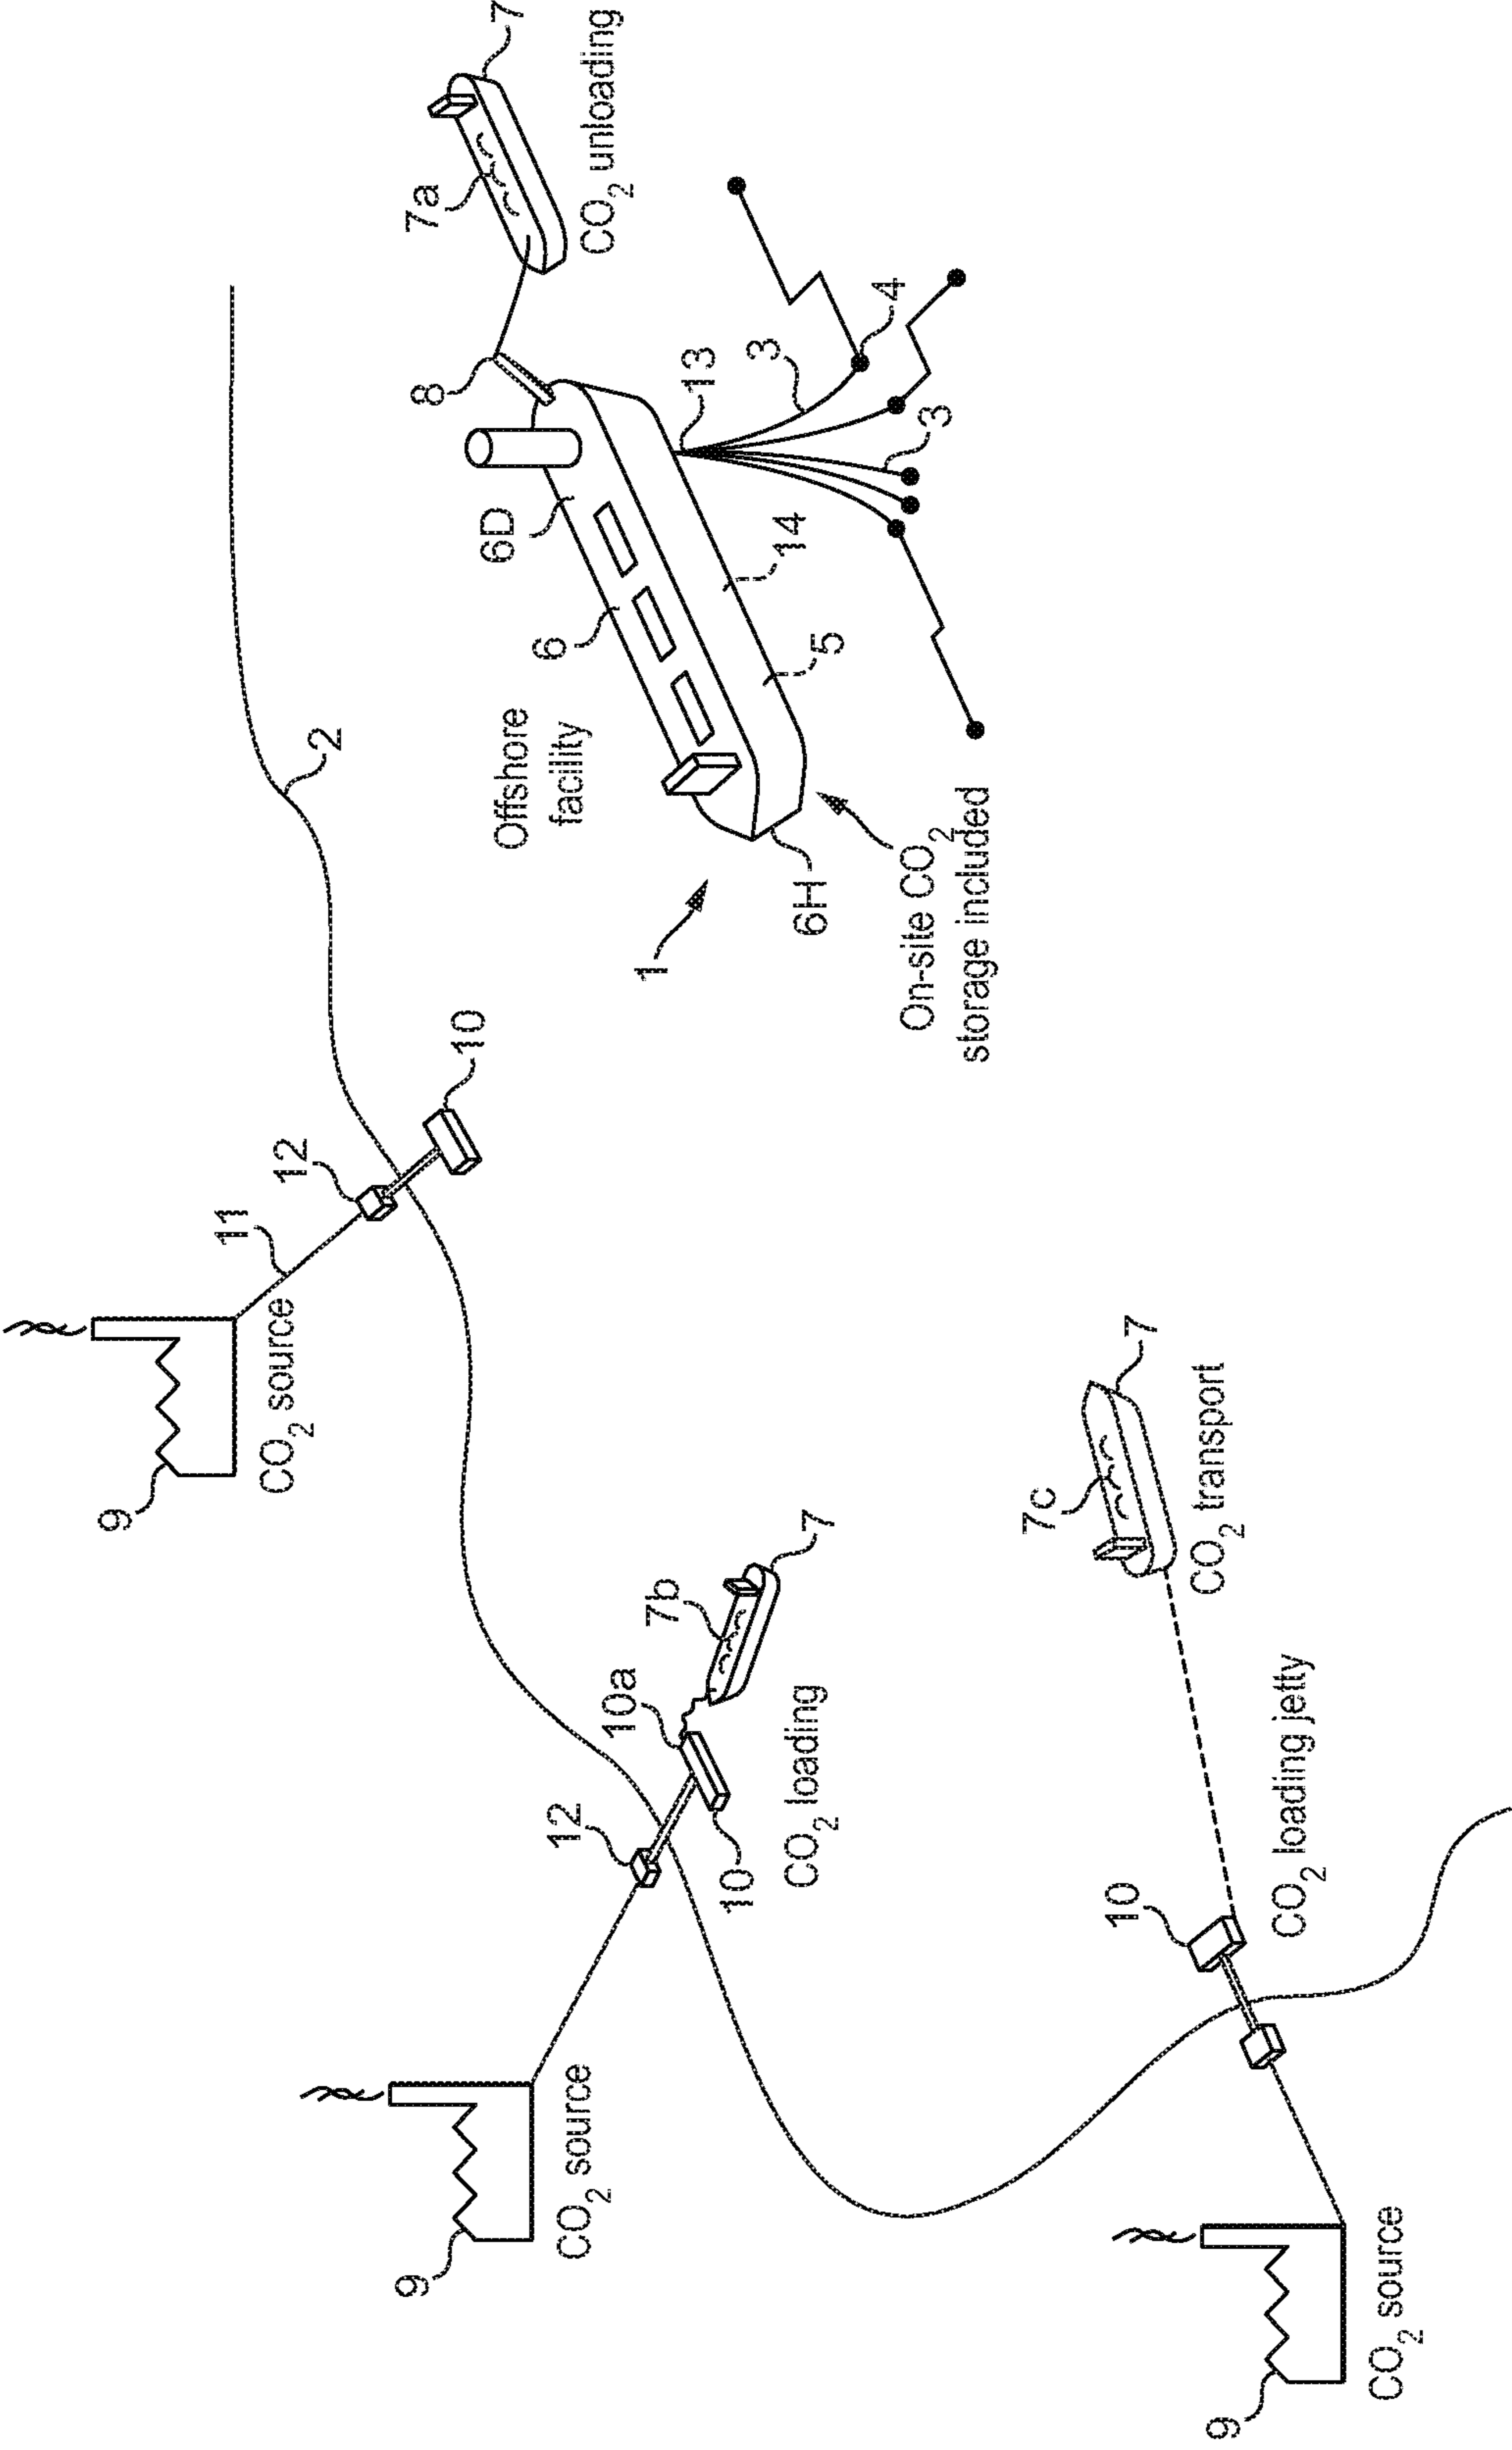 9
CO2 source
11
12
10
2
9
CO2 source
12
10a
10
7b
7
CO2 loading
9
CO2 source
10
CO2 loading jetty
7c
7
CO2 transport
1
Offshore
facility
6
6D
6H
5
14
13
3
3
4
8
7a
7
CO2 unloading
On-site CO2
storage included